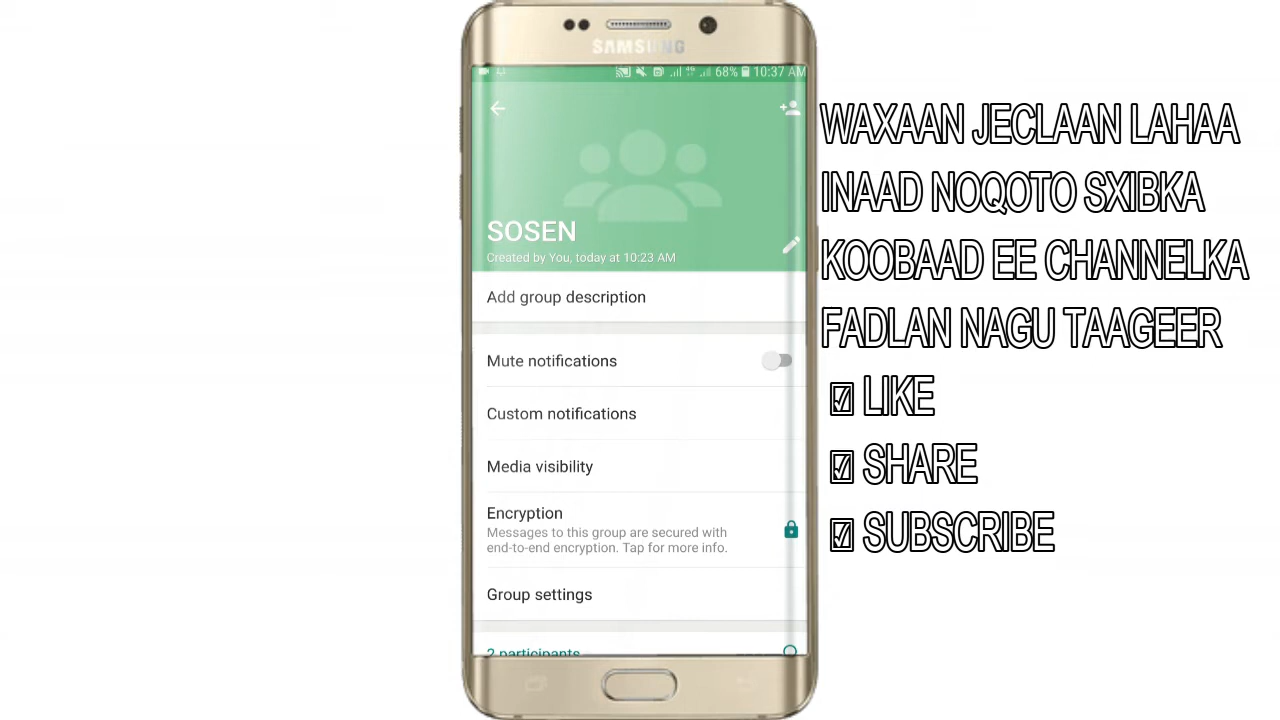 SAMSUNG
68% 10:37 AM
SOSEN
Created by You, today at 10:23 AM
Add group description
Mute notifications
Custom notifications
Media visibility
Encryption
Messages to this group are secured with
end-to-end encryption. Tap for more info.
Group settings
2 participants
WAXAAN JECLAAN LAHAA
INAAD NOQOTO SXIBKA
KOOBAAD EE CHANNELKA
FADLAN NAGU TAAGEER
☑ LIKE
☑ SHARE
☑ SUBSCRIBE